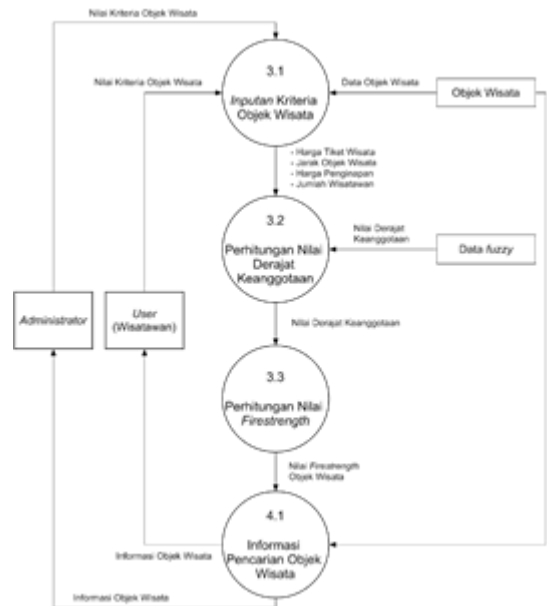 Nilai Kriteria Objek Wisata
Nilai Kriteria Objek Wisata
3.1
Inputan Kriteria
Objek Wisata
Data Objek Wisata
Objek Wisata
- Harga Tiket Wisata
- Jarak Objek Wisata
- Harga Penginapan
- Jumlah Wisatawan
3.2
Perhitungan Nilai
Derajat
Keanggotaan
Nilai Derajat
Keanggotaan
Data fuzzy
Administrator
User
(Wisatawan)
Nilai Derajat Keanggotaan
3.3
Perhitungan Nilai
Firestrength
Nilai Firestrength
Objek Wisata
4.1
Informasi
Pencarian Objek
Wisata
Informasi Objek Wisata
Informasi Objek Wisata